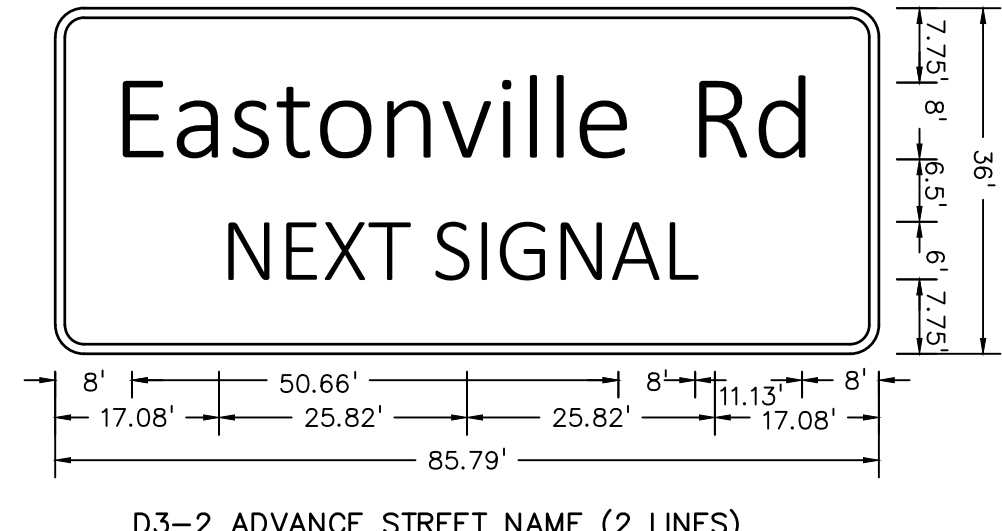 Eastonville Rd
NEXT SIGNAL
7.75'
8'
6.5'
6'
7.75'
36'
8' 50.66' 8' 11.13' 8'
17.08' 25.82' 25.82' 17.08'
85.79'
D3-2 ADVANCE STREET NAME (2 LINES)